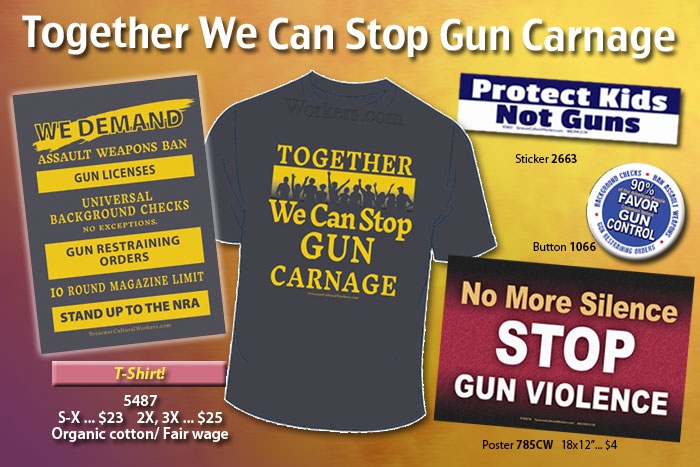 Together We Can Stop Gun Carnage
WE DEMAND
ASSAULT WEAPONS BAN
GUN LICENSES
UNIVERSAL
BACKGROUND CHECKS
NO EXCEPTIONS.
GUN RESTRAINING
ORDERS
10 ROUND MAGAZINE LIMIT
STAND UP TO THE NRA
SyracuseCulturalWorkers.com
T-Shirt!
5487
S-X ... $23 2X, 3X ... $25
Organic cotton/ Fair wage
Workers.com
TOGETHER
We Can Stop
GUN
CARNAGE
SyracuseCulturalWorkers.com
Protect Kids
Not Guns
Sticker 2663
BACKGROUND CHECKS • BAN ASSAULT WEAPONS
GUN RESTRAINING ORDERS
90%
FAVOR
GUN
CONTROL
Button 1066
No More Silence
STOP
GUN VIOLENCE
Poster 785CW 18x12"... $4